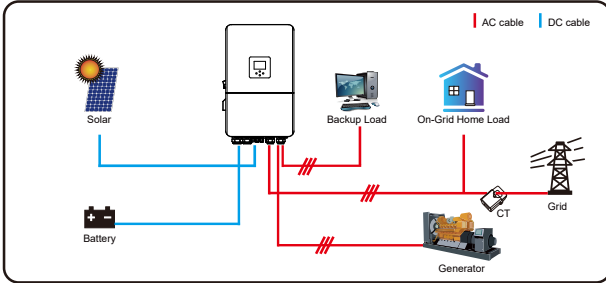 AC cable
DC cable
Solar
Backup Load
On-Grid Home Load
CT
Grid
Battery
Generator